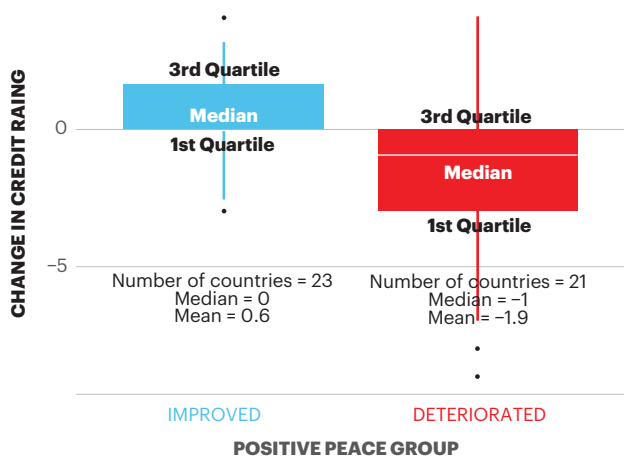 CHANGE IN CREDIT RAING
0
−5
3rd Quartile
Median
1st Quartile
Number of countries = 23
Median = 0
Mean = 0.6
3rd Quartile
Median
1st Quartile
Number of countries = 21
Median = −1
Mean = −1.9
IMPROVED
DETERIORATED
POSITIVE PEACE GROUP